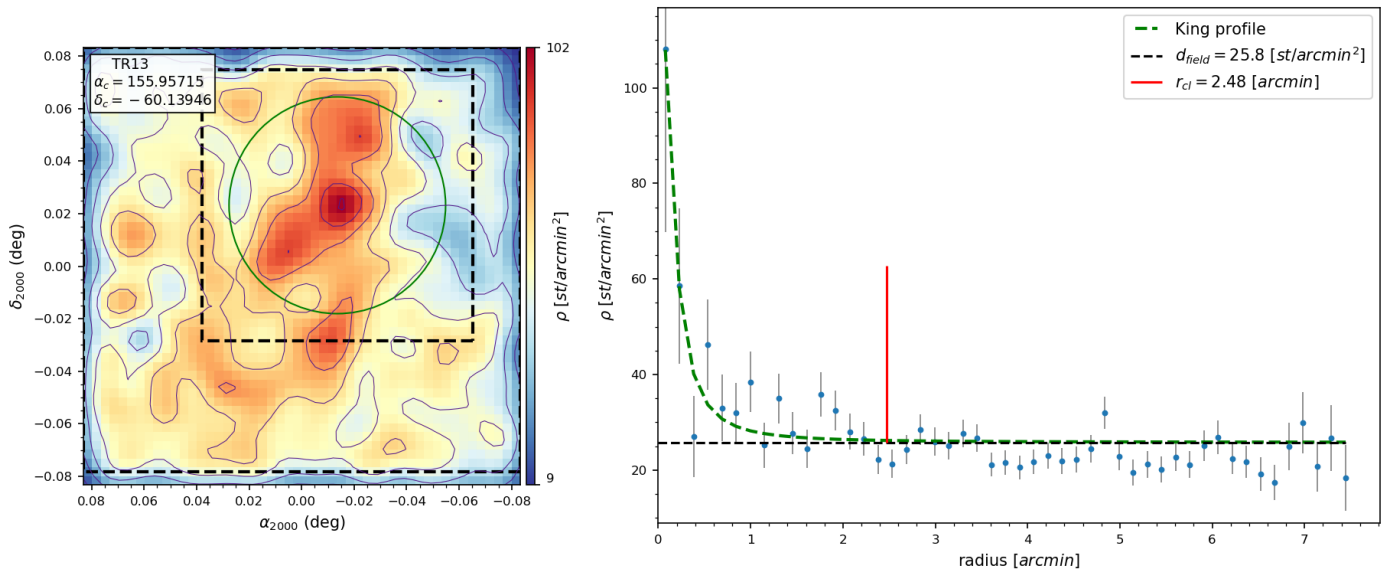 TR13
α_c = 155.95715
δ_c = − 60.13946
0.08
0.06
0.04
0.02
0.00
−0.02
−0.04
−0.06
−0.08
δ₂₀₀₀ (deg)
0.08 0.06 0.04 0.02 0.00 −0.02 −0.04 −0.06 −0.08
α₂₀₀₀ (deg)
102
9
ρ [st/arcmin²]
King profile
d_field = 25.8 [st/arcmin²]
r_cl = 2.48 [arcmin]
100
80
60
40
20
ρ [st/arcmin²]
0 1 2 3 4 5 6 7
radius [arcmin]